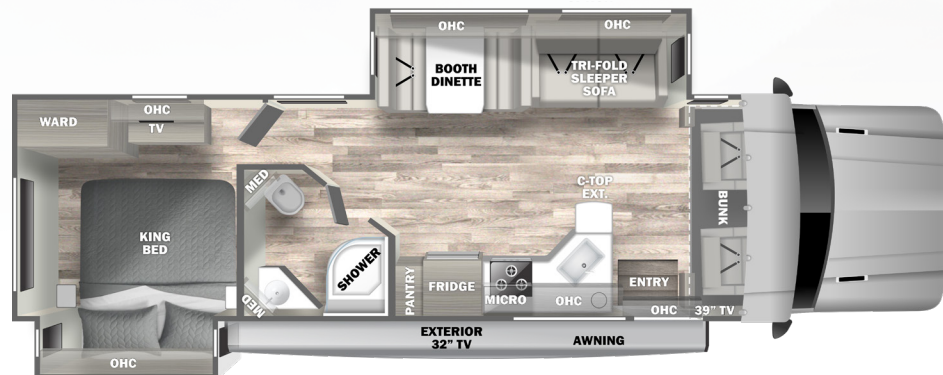 OHC
OHC
BOOTH
DINETTE
TRI-FOLD
SLEEPER
SOFA
WARD
OHC
TV
MED
C-TOP
EXT.
BUNK
KING
BED
SHOWER
PANTRY
FRIDGE
MICRO
OHC
ENTRY
MED
OHC
39" TV
EXTERIOR
32" TV
AWNING
OHC